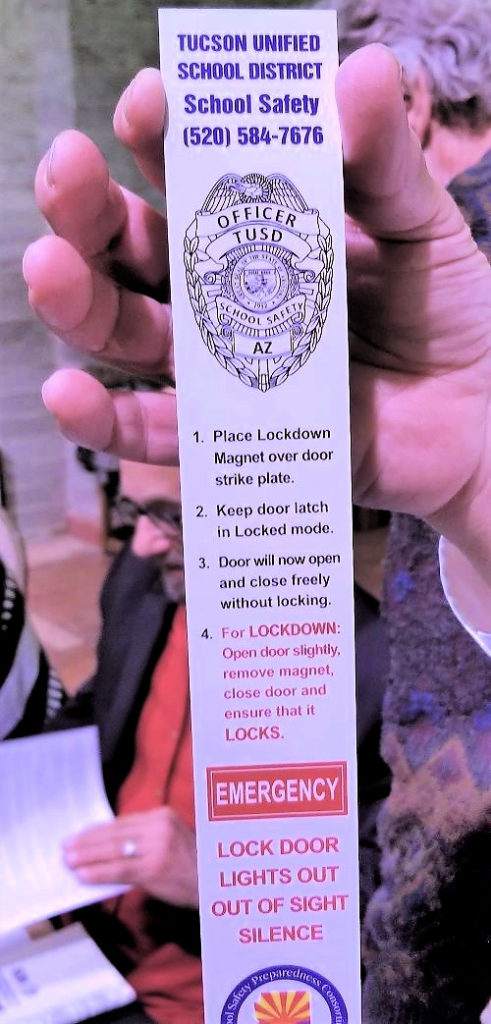 TUCSON UNIFIED
SCHOOL DISTRICT
School Safety
(520) 584-7676
OFFICER
TUSD
SCHOOL SAFETY
AZ
1. Place Lockdown
Magnet over door
strike plate.
2. Keep door latch
in Locked mode.
3. Door will now open
and close freely
without locking.
4. For LOCKDOWN:
Open door slightly,
remove magnet,
close door and
ensure that it
LOCKS.
EMERGENCY
LOCK DOOR
LIGHTS OUT
OUT OF SIGHT
SILENCE
Safety Preparedness